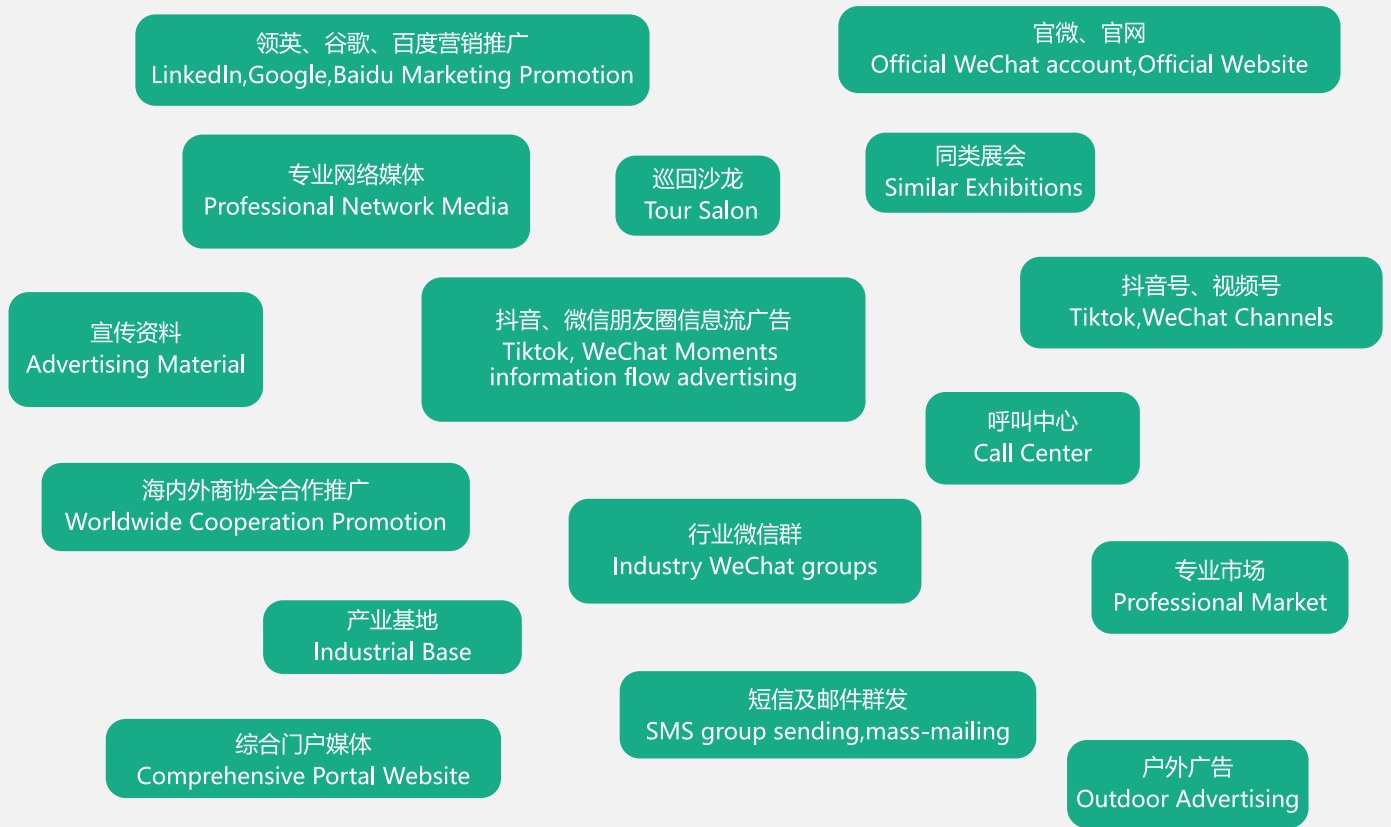 领英、谷歌、百度营销推广
LinkedIn,Google,Baidu Marketing Promotion
官微、官网
Official WeChat account,Official Website
专业网络媒体
Professional Network Media
巡回沙龙
Tour Salon
同类展会
Similar Exhibitions
宣传资料
Advertising Material
抖音、微信朋友圈信息流广告
Tiktok, WeChat Moments
information flow advertising
抖音号、视频号
Tiktok,WeChat Channels
呼叫中心
Call Center
海内外商协会合作推广
Worldwide Cooperation Promotion
行业微信群
Industry WeChat groups
专业市场
Professional Market
产业基地
Industrial Base
短信及邮件群发
SMS group sending,mass-mailing
综合门户媒体
Comprehensive Portal Website
户外广告
Outdoor Advertising